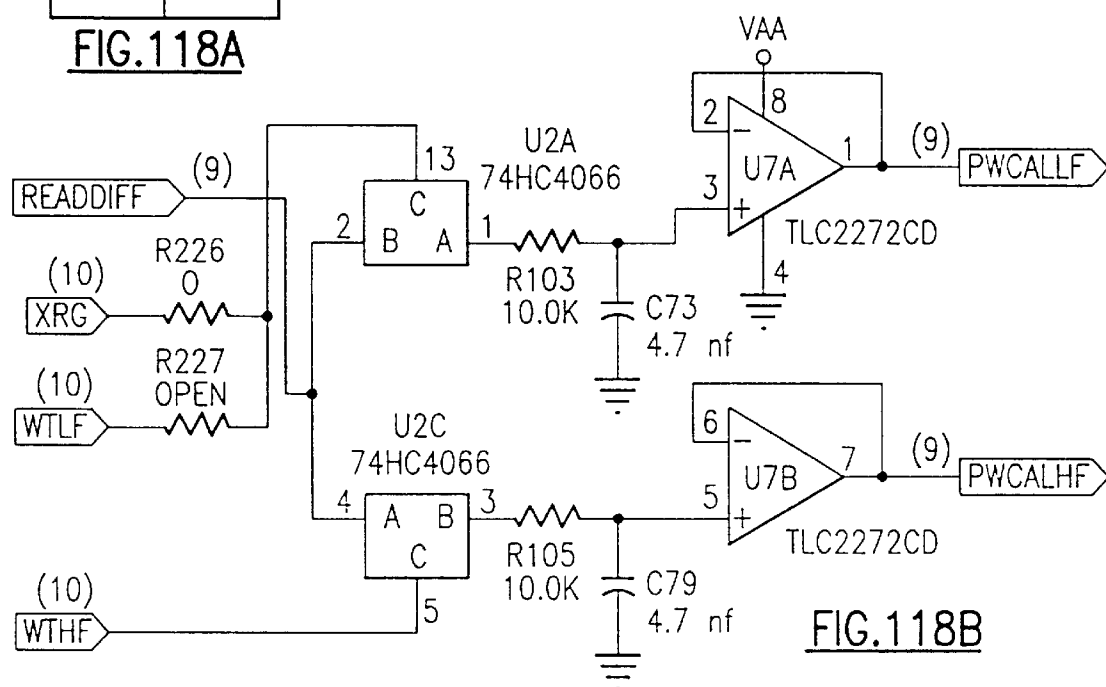 FIG.118A
VAA
8
2
−
U7A
1
(9)
PWCALLF
3
+
TLC2272CD
4
13
U2A
74HC4066
C
2
B
A
1
R103
10.0K
C73
4.7 nf
READDIFF
(9)
R226
0
(10)
XRG
R227
OPEN
(10)
WTLF
U2C
74HC4066
4
A
B
3
C
5
R105
10.0K
C79
4.7 nf
6
−
U7B
7
(9)
PWCALHF
5
+
TLC2272CD
(10)
WTHF
FIG.118B